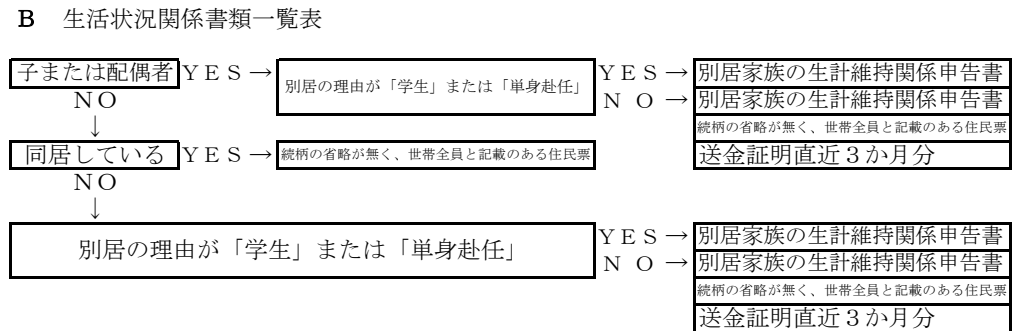 B 生活状況関係書類一覧表
子または配偶者 ＹＥＳ→ 別居の理由が「学生」または「単身赴任」 ＹＥＳ→ 別居家族の生計維持関係申告書
ＮＯ ＮＯ→ 別居家族の生計維持関係申告書
↓ 続柄の省略が無く、世帯全員と記載のある住民票
同居している ＹＥＳ→ 続柄の省略が無く、世帯全員と記載のある住民票 送金証明直近３か月分
ＮＯ
↓
別居の理由が「学生」または「単身赴任」 ＹＥＳ→ 別居家族の生計維持関係申告書
ＮＯ→ 別居家族の生計維持関係申告書
続柄の省略が無く、世帯全員と記載のある住民票
送金証明直近３か月分